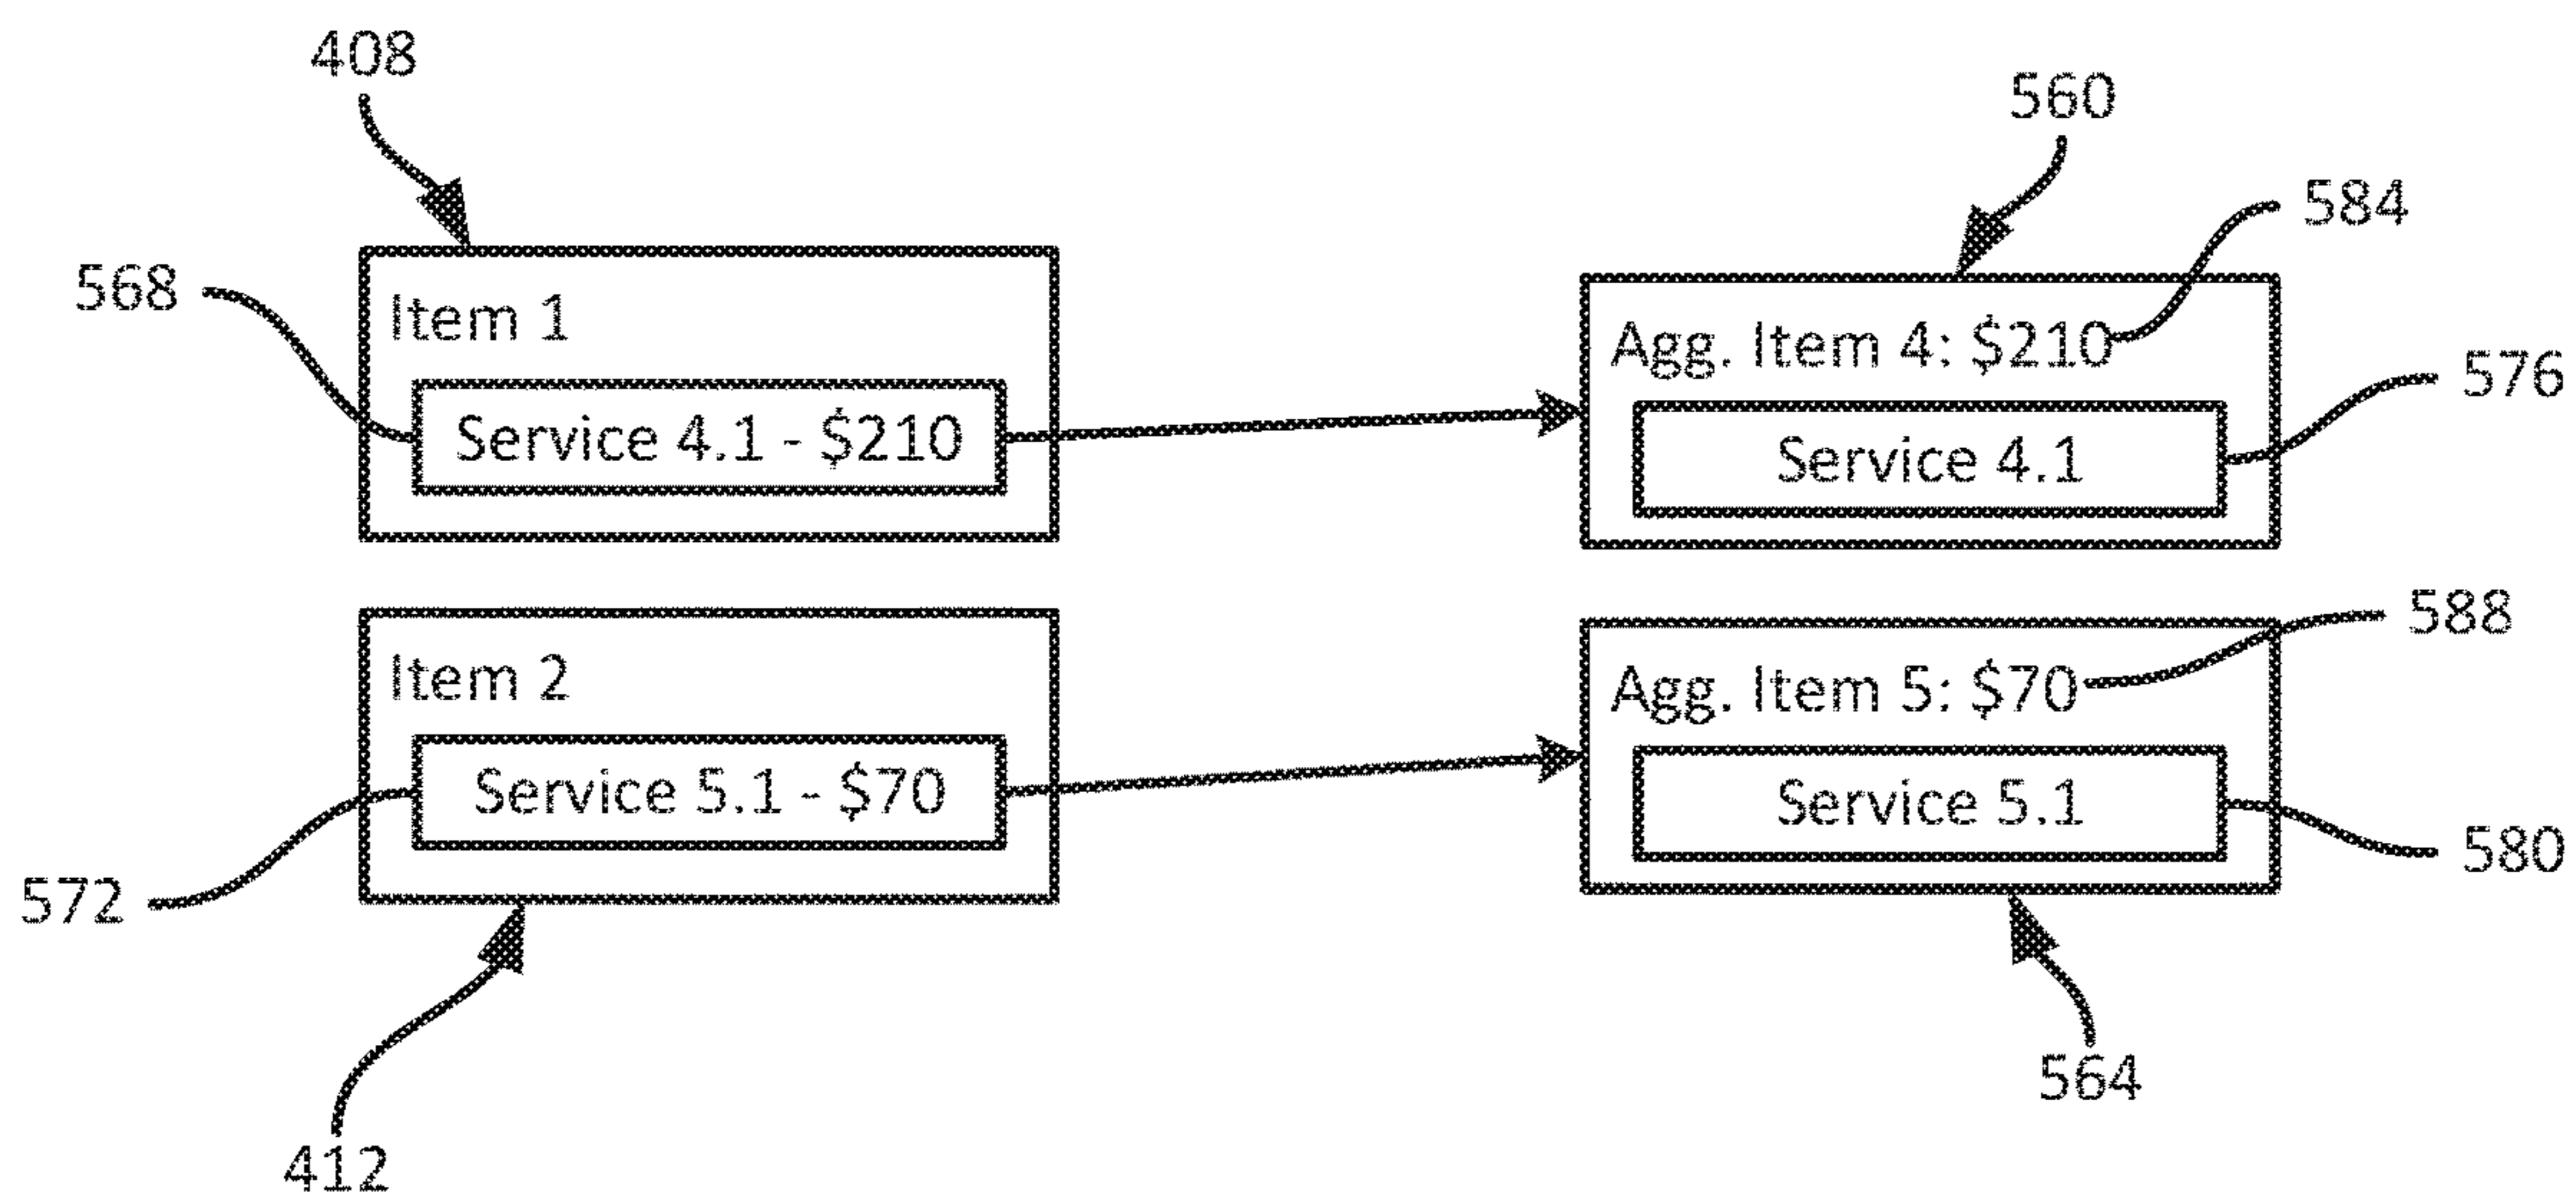 408
560
584
568
Item 1
Agg. Item 4: $210
576
Service 4.1 - $210
Service 4.1
588
Item 2
Agg. Item 5: $70
Service 5.1 - $70
Service 5.1
580
572
564
412